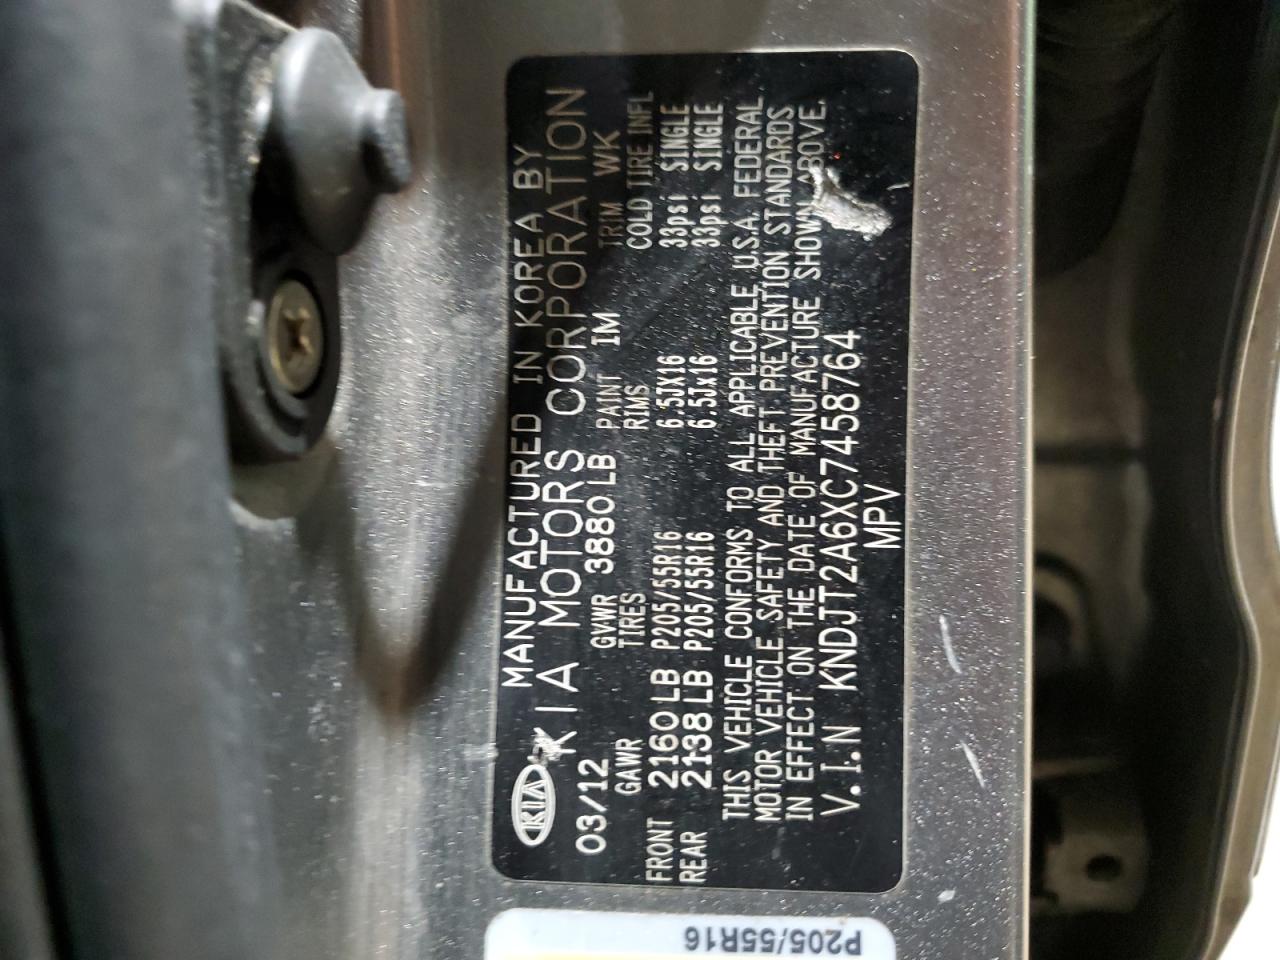 KIA MANUFACTURED IN KOREA BY
KIA MOTORS CORPORATION
03/12 GVWR 3880 LB PAINT 1M TRIM WK
GAWR TIRES RIMS COLD TIRE INFL
FRONT 2160 LB P205/55R16 6.5JX16 33psi SINGLE
REAR 2138 LB P205/55R16 6.5Jx16 33psi SINGLE
THIS VEHICLE CONFORMS TO ALL APPLICABLE U.S.A. FEDERAL
MOTOR VEHICLE SAFETY AND THEFT PREVENTION STANDARDS
IN EFFECT ON THE DATE OF MANUFACTURE SHOWN ABOVE.
V.I.N KNDJT2A6XC7458764
MPV
P205/55R16